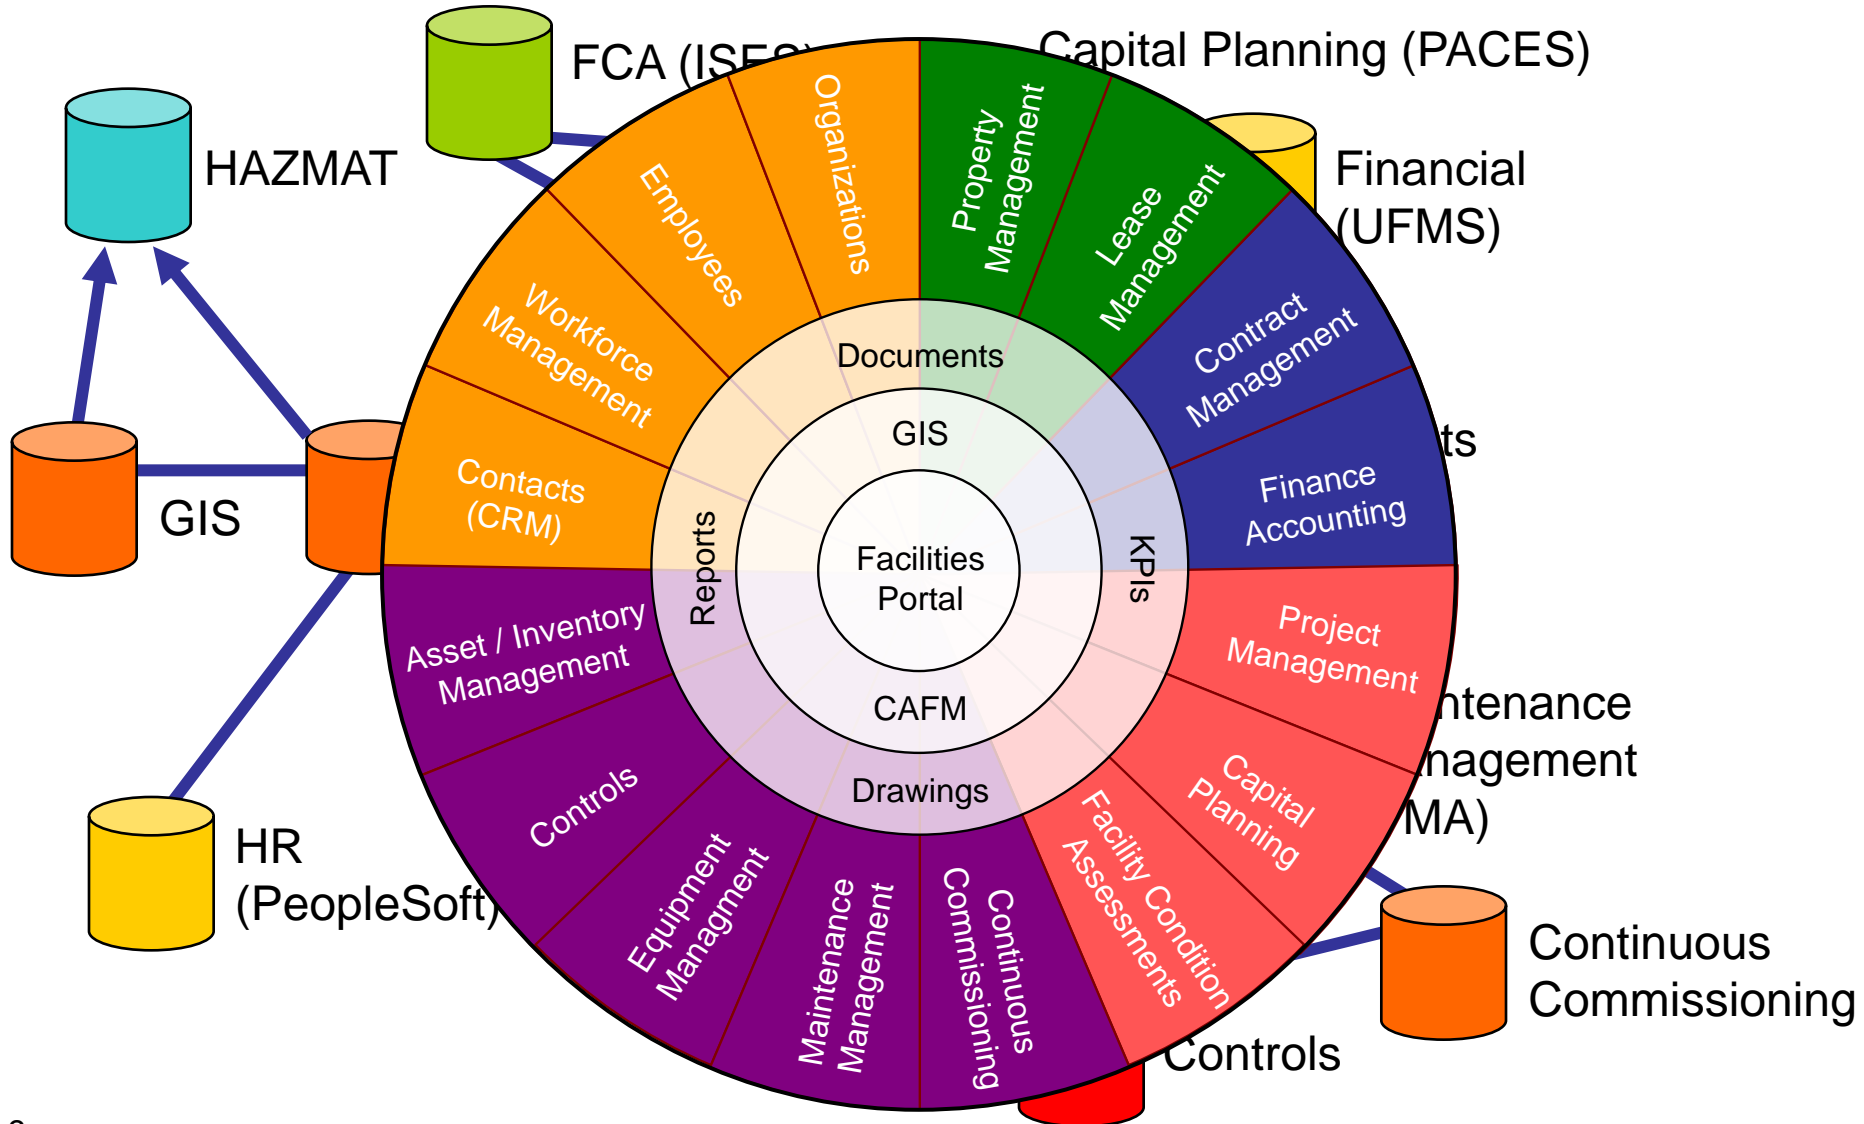 FCA (ISES)
Capital Planning (PACES)
HAZMAT
Financial
(UFMS)
Organizations
Property
Management
Employees
Lease
Management
Workforce
Management
Contract
Management
Documents
GIS
Contacts
(CRM)
Finance
Accounting
ts
GIS
Reports
KPIs
Facilities
Portal
Asset / Inventory
Management
Project
Management
CAFM
ntenance
nagement
MA)
Drawings
Controls
Capital
Planning
HR
(PeopleSoft)
Equipment
Managment
Maintenance
Management
Continuous
Commissioning
Facility Condition
Assessments
Continuous
Commissioning
Controls